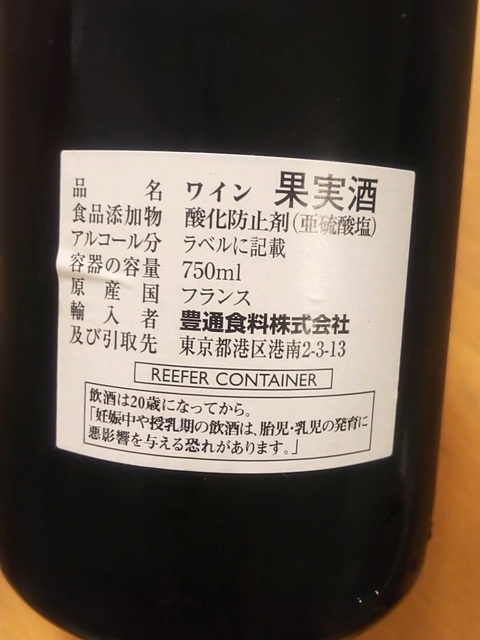 品名 ワイン 果実酒
食品添加物 酸化防止剤(亜硫酸塩)
アルコール分 ラベルに記載
容器の容量 750ml
原産国 フランス
輸入者 豊通食料株式会社
及び引取先 東京都港区港南2-3-13
REEFER CONTAINER
飲酒は20歳になってから。
「妊娠中や授乳期の飲酒は、胎児・乳児の発育に
悪影響を与える恐れがあります。」